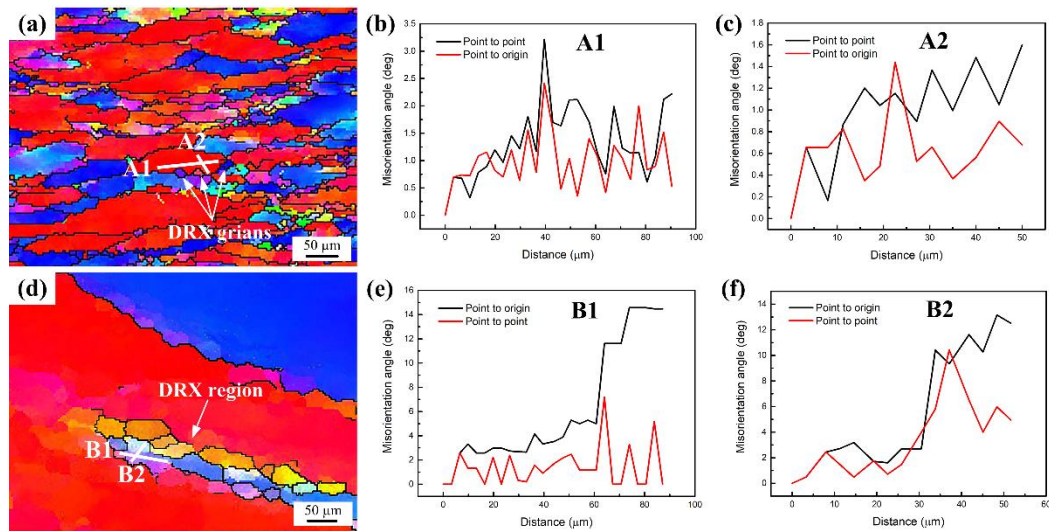 (a)
A1
A2
DRX grians
50 μm
(b)
A1
Point to point
Point to origin
Misorientation angle (deg)
3.5
3.0
2.5
2.0
1.5
1.0
0.5
0.0
0 20 40 60 80 100
Distance (μm)
(c)
A2
Point to point
Point to origin
Misorientation angle (deg)
1.8
1.6
1.4
1.2
1.0
0.8
0.6
0.4
0.2
0.0
0 10 20 30 40 50
Distance (μm)
(d)
DRX region
B1
B2
50 μm
(e)
B1
Point to origin
Point to point
Misorientation angle (deg)
16
14
12
10
8
6
4
2
0
0 20 40 60 80 100
Distance (μm)
(f)
B2
Point to origin
Point to point
Misorientation angle (deg)
14
12
10
8
6
4
2
0
0 10 20 30 40 50 60
Distance (μm)